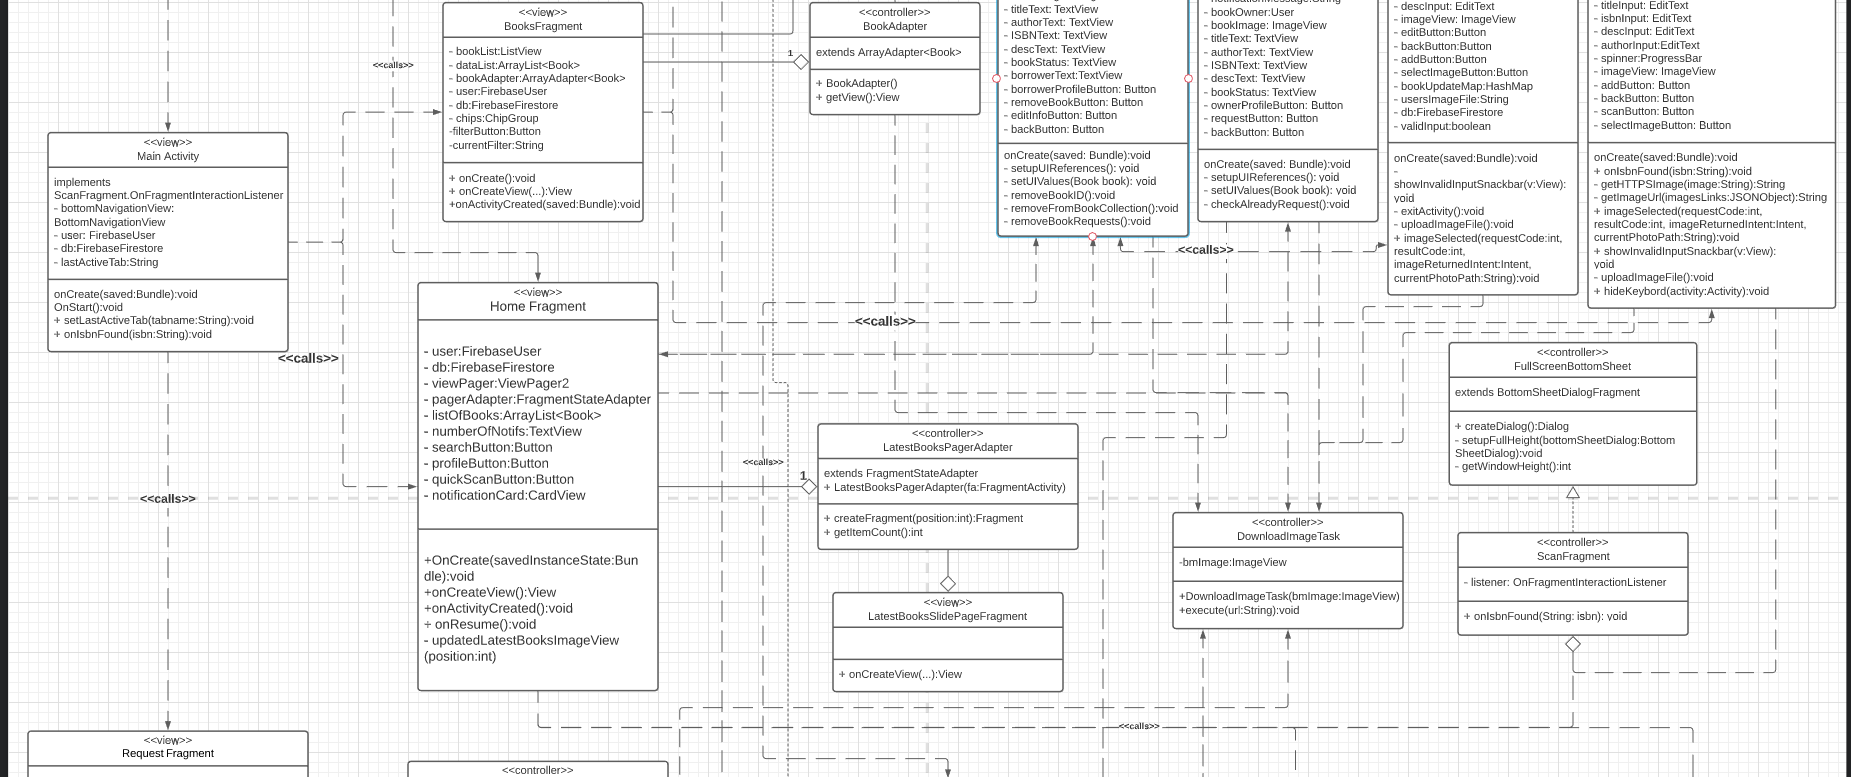 <<view>>
BooksFragment
- bookList:ListView
- dataList:ArrayList<Book>
- bookAdapter:ArrayAdapter<Book>
- user:FirebaseUser
- db:FirebaseFirestore
- chips:ChipGroup
-filterButton:Button
-currentFilter:String
+ onCreate():void
+ onCreateView(...):View
+onActivityCreated(saved:Bundle):void
<<controller>>
BookAdapter
extends ArrayAdapter<Book>
+ BookAdapter()
+ getView():View
1
<<calls>>
- titleText: TextView
- authorText: TextView
- ISBNText: TextView
- descText: TextView
- bookStatus: TextView
- borrowerText:TextView
- borrowerProfileButton: Button
- removeBookButton: Button
- editInfoButton: Button
- backButton: Button
onCreate(saved: Bundle):void
- setupUIReferences(): void
- setUIValues(Book book): void
- removeBookID():void
- removeFromBookCollection():void
- removeBookRequests():void
- notificationMessage:String
- bookOwner:User
- bookImage: ImageView
- titleText: TextView
- authorText: TextView
- ISBNText: TextView
- descText: TextView
- bookStatus: TextView
- ownerProfileButton: Button
- requestButton: Button
- backButton: Button
onCreate(saved: Bundle):void
- setupUIReferences(): void
- setUIValues(Book book): void
- checkAlreadyRequest():void
- descInput: EditText
- imageView: ImageView
- editButton:Button
- backButton:Button
- addButton:Button
- selectImageButton:Button
- bookUpdateMap:HashMap
- usersImageFile:String
- db:FirebaseFirestore
- validInput:boolean
onCreate(saved:Bundle):void
-
showInvalidInputSnackbar(v:View):
void
- exitActivity():void
- uploadImageFile():void
+ imageSelected(requestCode:int,
resultCode:int,
imageReturnedIntent:Intent,
currentPhotoPath:String):void
- titleInput: EditText
- isbnInput: EditText
- descInput: EditText
- authorInput:EditText
- spinner:ProgressBar
- imageView: ImageView
- addButton: Button
- backButton: Button
- scanButton: Button
- selectImageButton: Button
onCreate(saved:Bundle):void
+ onIsbnFound(isbn:String):void
- getHTTPSImage(image:String):String
- getImageUrl(imagesLinks:JSONObject):String
+ imageSelected(requestCode:int,
resultCode:int, imageReturnedIntent:Intent,
currentPhotoPath:String):void
+ showInvalidInputSnackbar(v:View):
void
- uploadImageFile():void
+ hideKeybord(activity:Activity):void
<<view>>
Main Activity
implements
ScanFragment.OnFragmentInteractionListener
- bottomNavigationView:
BottomNavigationView
- user: FirebaseUser
- db:FirebaseFirestore
- lastActiveTab:String
onCreate(saved:Bundle):void
OnStart():void
+ setLastActiveTab(tabname:String):void
+ onIsbnFound(isbn:String):void
<<calls>>
<<calls>>
<<calls>>
<<view>>
Home Fragment
- user:FirebaseUser
- db:FirebaseFirestore
- viewPager:ViewPager2
- pagerAdapter:FragmentStateAdapter
- listOfBooks:ArrayList<Book>
- numberOfNotifs:TextView
- searchButton:Button
- profileButton:Button
- quickScanButton:Button
- notificationCard:CardView
+OnCreate(savedInstanceState:Bun
dle):void
+onCreateView():View
+onActivityCreated():void
+ onResume():void
- updatedLatestBooksImageView
(position:int)
<<calls>>
<<calls>>
1
<<controller>>
LatestBooksPagerAdapter
extends FragmentStateAdapter
+ LatestBooksPagerAdapter(fa:FragmentActivity)
+ createFragment(position:int):Fragment
+ getItemCount():int
<<view>>
LatestBooksSlidePageFragment
+ onCreateView(...):View
<<controller>>
DownloadImageTask
-bmImage:ImageView
+DownloadImageTask(bmImage:ImageView)
+execute(url:String):void
<<controller>>
FullScreenBottomSheet
extends BottomSheetDialogFragment
+ createDialog():Dialog
- setupFullHeight(bottomSheetDialog:Bottom
SheetDialog):void
- getWindowHeight():int
<<controller>>
ScanFragment
- listener: OnFragmentInteractionListener
+ onIsbnFound(String: isbn): void
<<calls>>
<<view>>
Request Fragment
<<controller>>